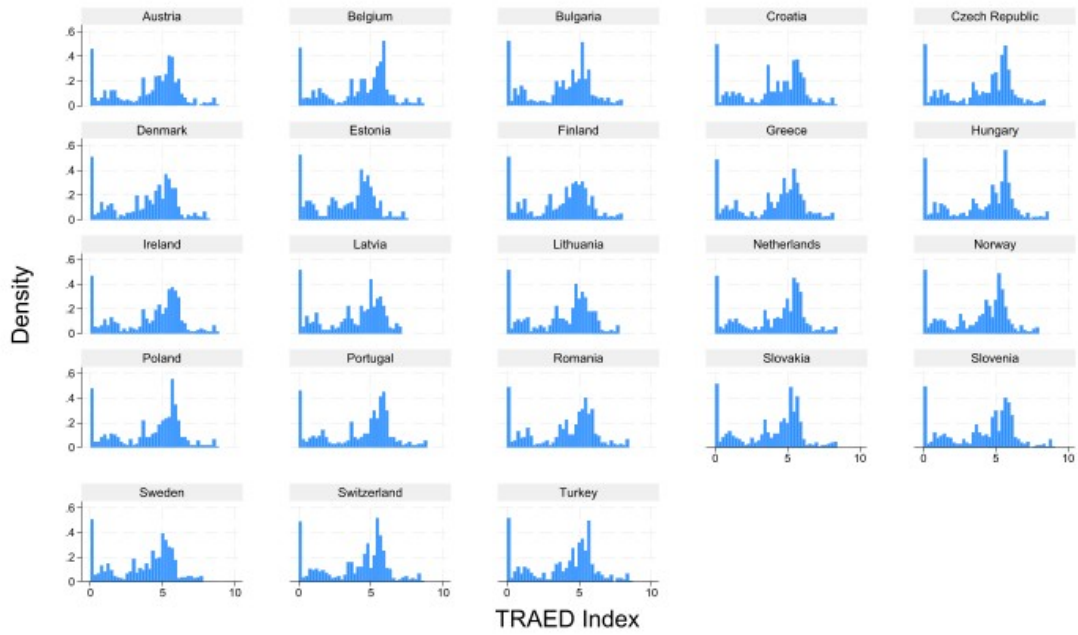 Austria Belgium Bulgaria Croatia Czech Republic
.6
.4
.2
0
Denmark Estonia Finland Greece Hungary
.6
.4
.2
0
Ireland Latvia Lithuania Netherlands Norway
.6
.4
.2
0
Density
Poland Portugal Romania Slovakia Slovenia
.6
.4
.2
0
0 5 10 0 5 10
Sweden Switzerland Turkey
.6
.4
.2
0
0 5 10 0 5 10 0 5 10
TRAED Index